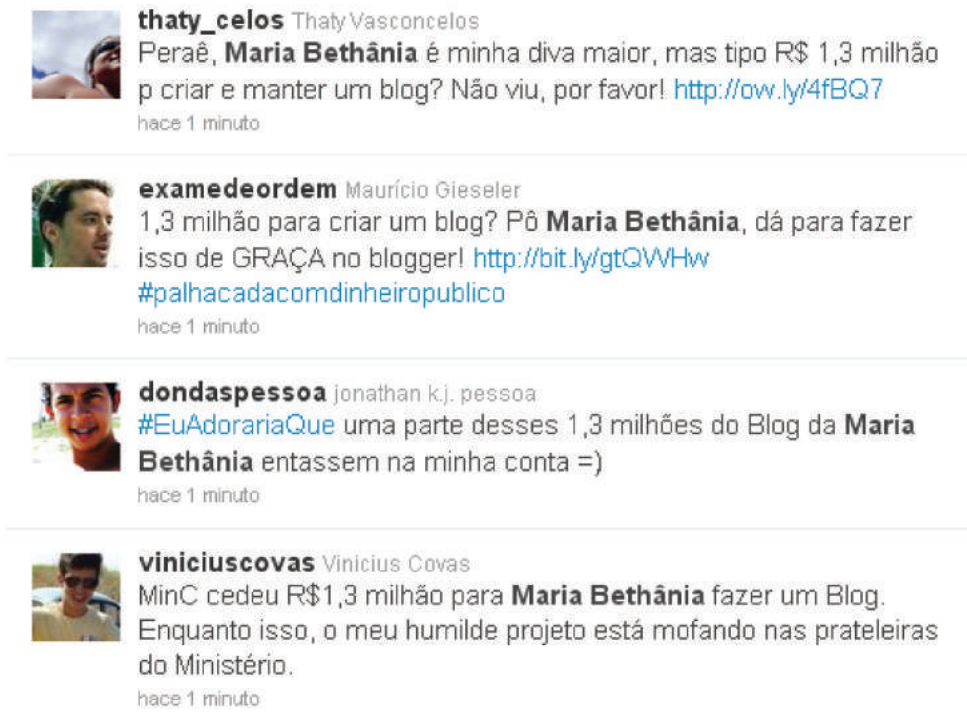 thaty_celos Thaty Vasconcelos
Peraê, Maria Bethânia é minha diva maior, mas tipo R$ 1,3 milhão
p criar e manter um blog? Não viu, por favor! http://ow.ly/4fBQ7
hace 1 minuto
examedeordem Maurício Gieseler
1,3 milhão para criar um blog? Pô Maria Bethânia, dá para fazer
isso de GRAÇA no blogger! http://bit.ly/gtQWHw
#palhacadacomdinheiropublico
hace 1 minuto
dondaspessoa jonathan k.j. pessoa
#EuAdorariaQue uma parte desses 1,3 milhões do Blog da Maria
Bethânia entassem na minha conta =)
hace 1 minuto
viniciuscovas Vinicius Covas
MinC cedeu R$1,3 milhão para Maria Bethânia fazer um Blog.
Enquanto isso, o meu humilde projeto está mofando nas prateleiras
do Ministério.
hace 1 minuto